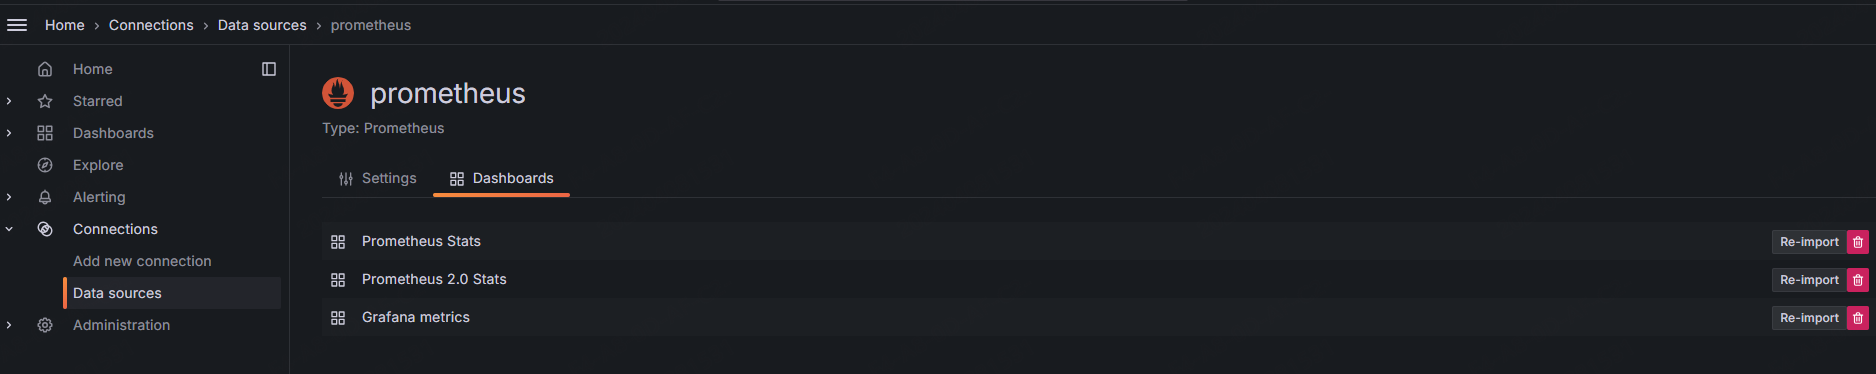 Home › Connections › Data sources › prometheus
Home
Starred
Dashboards
Explore
Alerting
Connections
Add new connection
Data sources
Administration
prometheus
Type: Prometheus
Settings Dashboards
Prometheus Stats Re-import
Prometheus 2.0 Stats Re-import
Grafana metrics Re-import